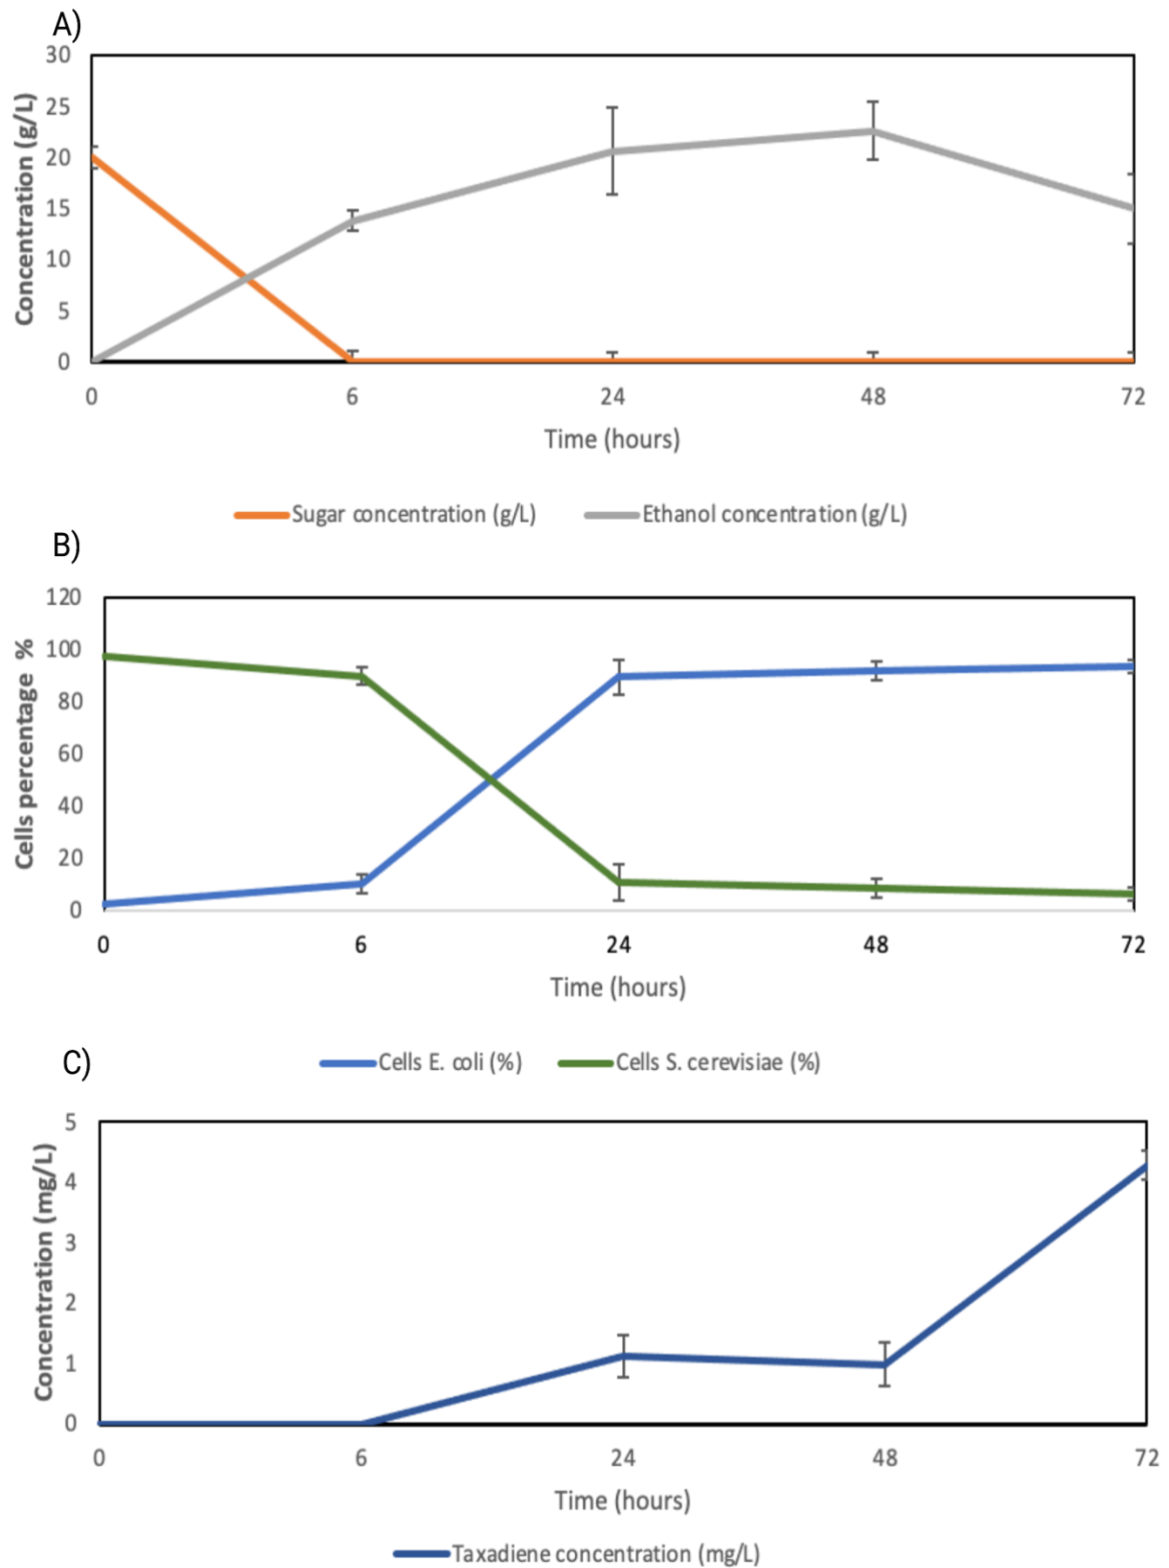 A)
Concentration (g/L)
30
25
20
15
10
5
0
0 6 24 48 72
Time (hours)
Sugar concentration (g/L) Ethanol concentration (g/L)
B)
Cells percentage %
120
100
80
60
40
20
0
0 6 24 48 72
Time (hours)
Cells E. coli (%) Cells S. cerevisiae (%)
C)
Concentration (mg/L)
5
4
3
2
1
0
0 6 24 48 72
Time (hours)
Taxadiene concentration (mg/L)